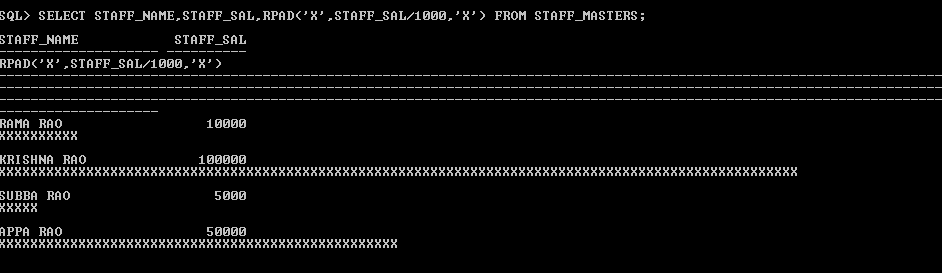 SQL> SELECT STAFF_NAME,STAFF_SAL,RPAD('X',STAFF_SAL/1000,'X') FROM STAFF_MASTERS;
STAFF_NAME STAFF_SAL
-------------------- ----------
RPAD('X',STAFF_SAL/1000,'X')
----------------------------------------------------------------------------------------------------------------------
----------------------------------------------------------------------------------------------------------------------
----------------------------------------------------------------------------------------------------------------------
--------------------
RAMA RAO 10000
XXXXXXXXXX
KRISHNA RAO 100000
XXXXXXXXXXXXXXXXXXXXXXXXXXXXXXXXXXXXXXXXXXXXXXXXXXXXXXXXXXXXXXXXXXXXXXXXXXXXXXXXXXXXXXXXXXXXXXXXXXXX
SUBBA RAO 5000
XXXXX
APPA RAO 50000
XXXXXXXXXXXXXXXXXXXXXXXXXXXXXXXXXXXXXXXXXXXXXXXXXX